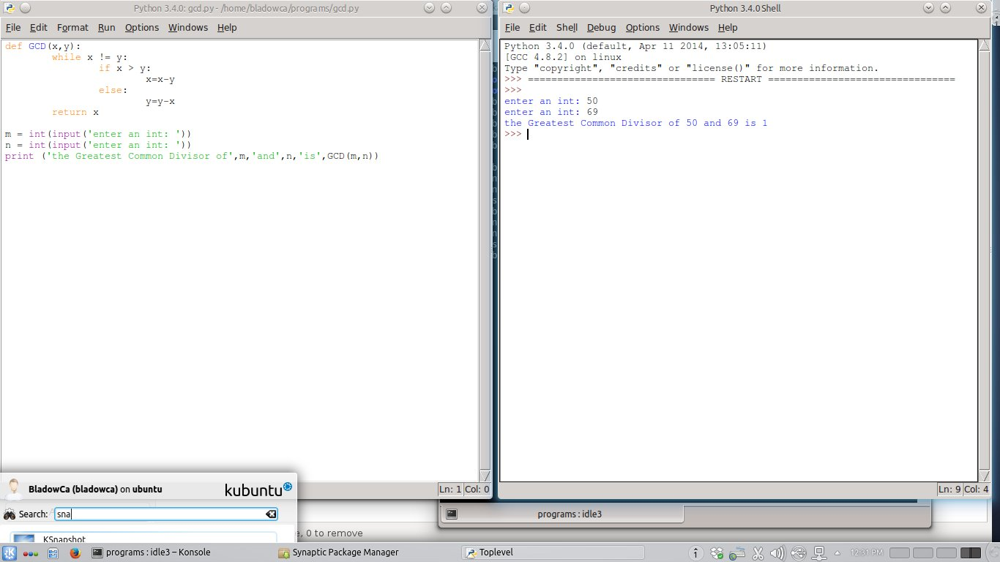 Python 3.4.0: gcd.py - /home/bladowca/programs/gcd.py
File Edit Format Run Options Windows Help
def GCD(x,y):
        while x != y:
                if x > y:
                        x=x-y
                else:
                        y=y-x
        return x
m = int(input('enter an int: '))
n = int(input('enter an int: '))
print ('the Greatest Common Divisor of',m,'and',n,'is',GCD(m,n))
Ln: 1 Col: 0
Python 3.4.0 Shell
File Edit Shell Debug Options Windows Help
Python 3.4.0 (default, Apr 11 2014, 13:05:11)
[GCC 4.8.2] on linux
Type "copyright", "credits" or "license()" for more information.
>>> ================================ RESTART ================================
>>>
enter an int: 50
enter an int: 69
the Greatest Common Divisor of 50 and 69 is 1
>>>
Ln: 9 Col: 4
BladowCa (bladowca) on ubuntu
kubuntu
Search: sna
KSnapshot
programs : idle3
e, 0 to remove
programs : idle3 – Konsole
Synaptic Package Manager
Toplevel
12:31 PM